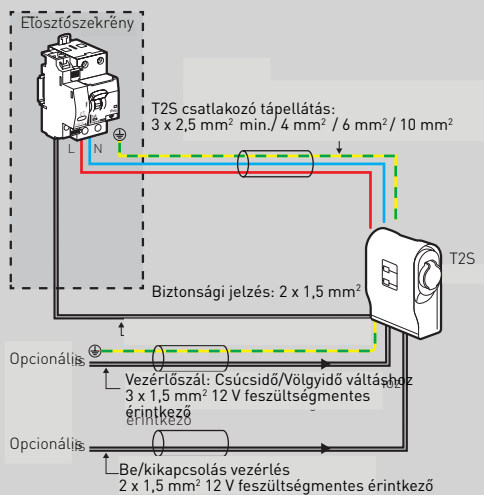 Elosztószekrény
T2S csatlakozó tápellátás:
3 x 2,5 mm² min./ 4 mm² / 6 mm² / 10 mm²
L N
T2S
Biztonsági jelzés: 2 x 1,5 mm²
Opcionális
Vezérlőszál: Csúcsidő/Völgyidő váltáshoz
3 x 1,5 mm² 12 V feszültségmentes
érintkező
érintkező
Opcionális
Be/kikapcsolás vezérlés
2 x 1,5 mm² 12 V feszültségmentes érintkező